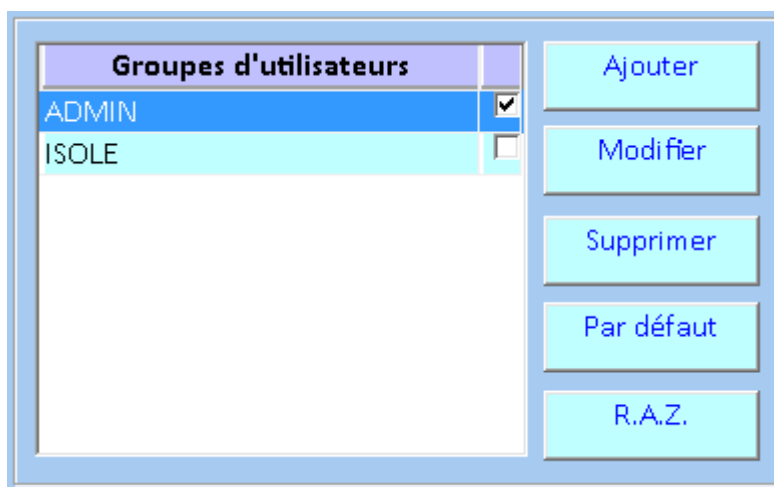 Groupes d'utilisateurs
ADMIN
ISOLE
Ajouter
Modifier
Supprimer
Par défaut
R.A.Z.